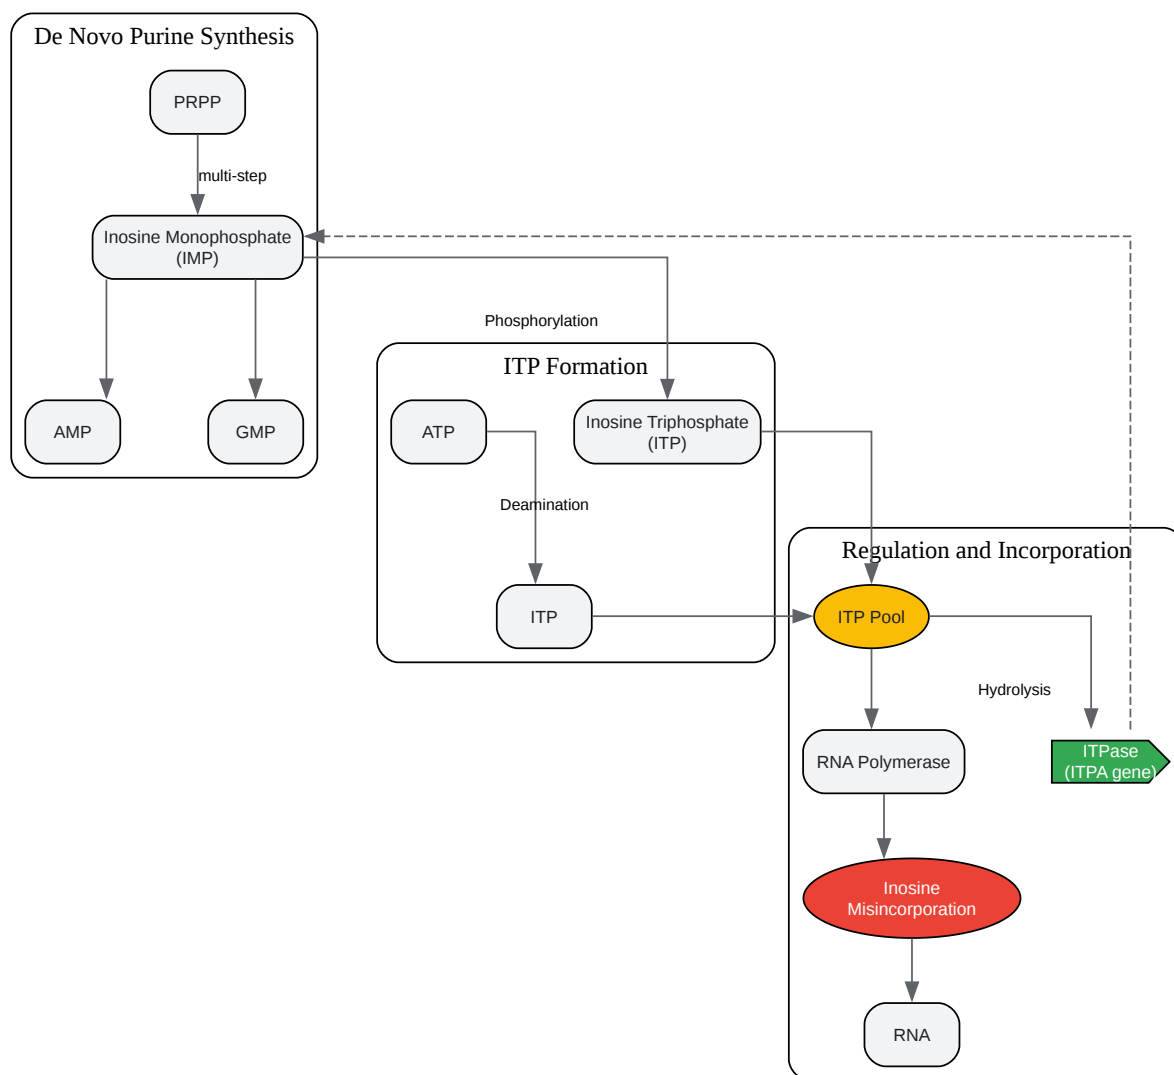 De Novo Purine Synthesis
PRPP
multi-step
Inosine Monophosphate
(IMP)
AMP
GMP
Phosphorylation
ITP Formation
ATP
Inosine Triphosphate
(ITP)
Deamination
ITP
Regulation and Incorporation
ITP Pool
Hydrolysis
RNA Polymerase
ITPase
(ITPA gene)
Inosine
Misincorporation
RNA